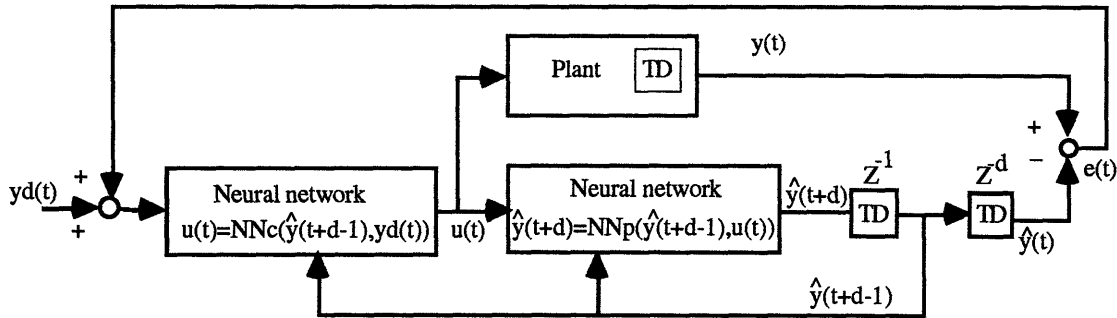 y(t)
Plant TD
+
−
e(t)
yd(t)
+
+
Neural network
u(t)=NNc(ŷ(t+d-1),yd(t))
u(t)
Neural network
ŷ(t+d)=NNp(ŷ(t+d-1),u(t))
ŷ(t+d)
Z⁻¹
TD
Z⁻ᵈ
TD
ŷ(t)
ŷ(t+d-1)